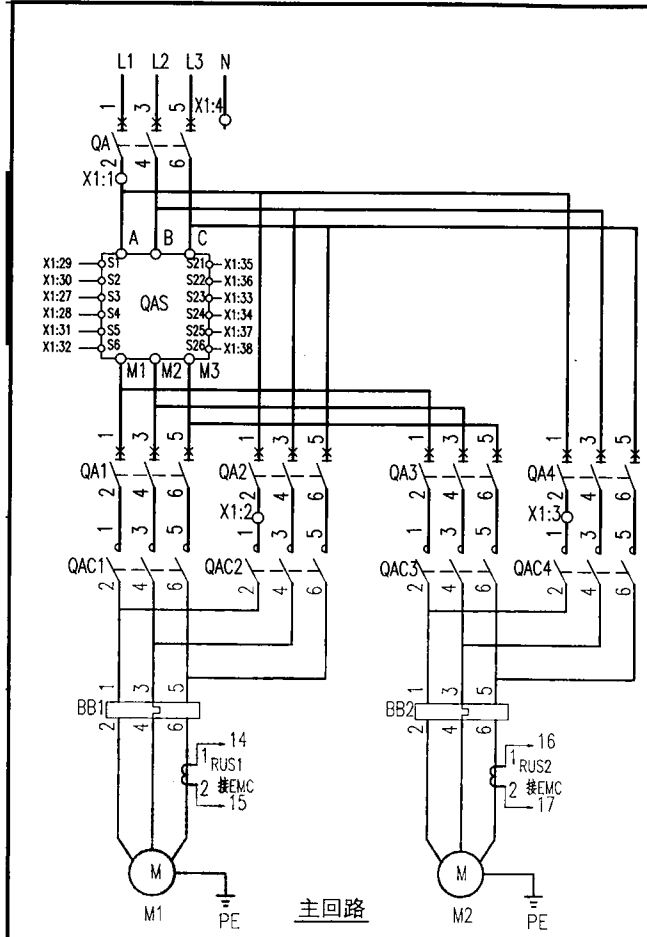 L1 L2 L3 N
1 3 5 X1:4
QA
2 4 6
X1:1
A B C
X1:29 S1 S21 X1:35
X1:30 S2 S22 X1:36
X1:27 S3 QAS S23 X1:33
X1:28 S4 S24 X1:34
X1:31 S5 S25 X1:37
X1:32 S6 S26 X1:38
M1 M2 M3
1 3 5 1 3 5 1 3 5 1 3 5
QA1 QA2 QA3 QA4
2 4 6 2 4 6 2 4 6 2 4 6
X1:2 X1:3
1 3 5 1 3 5 1 3 5 1 3 5
QAC1 QAC2 QAC3 QAC4
2 4 6 2 4 6 2 4 6 2 4 6
1 3 5 1 3 5
BB1 BB2
2 4 6 2 4 6
14 16
1 RUS1 1 RUS2
2 接EMC 2 接EMC
15 17
M M
M1 PE 主回路 M2 PE